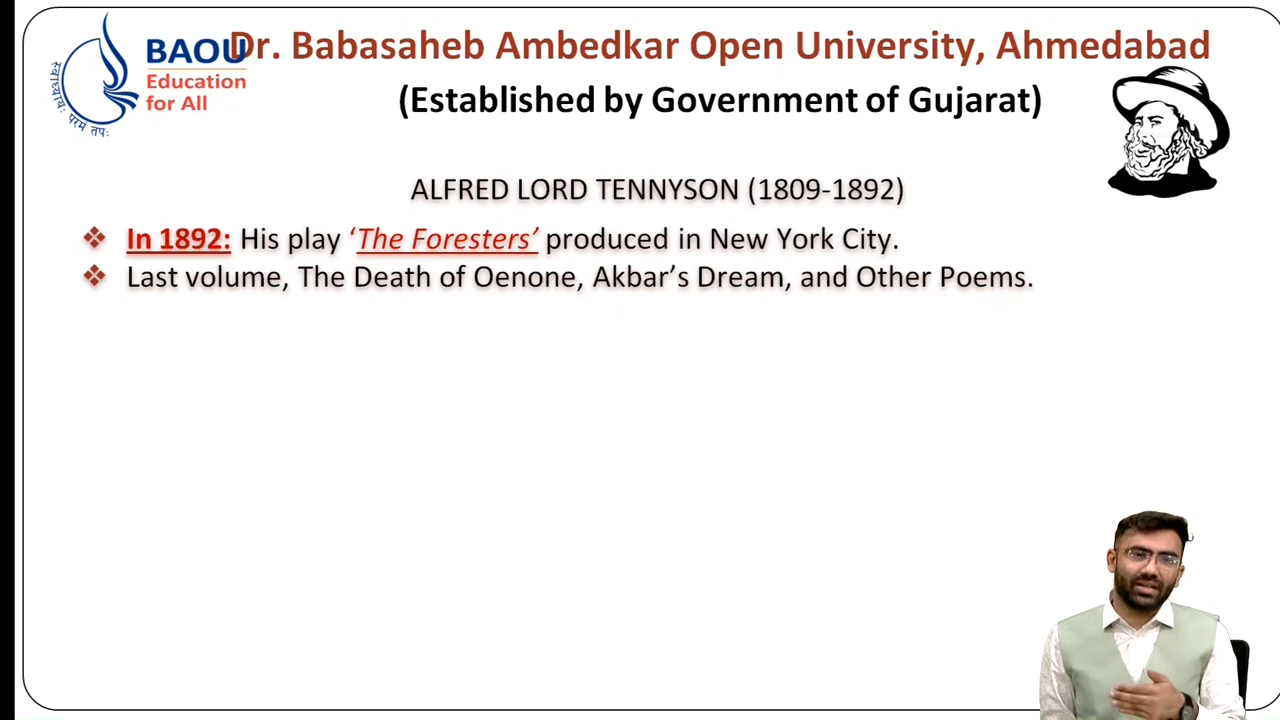 BAOU
Education
for All
स्वाध्यायः परमं तपः
Dr. Babasaheb Ambedkar Open University, Ahmedabad
(Established by Government of Gujarat)
ALFRED LORD TENNYSON (1809-1892)
❖ In 1892: His play ‘The Foresters’ produced in New York City.
❖ Last volume, The Death of Oenone, Akbar’s Dream, and Other Poems.